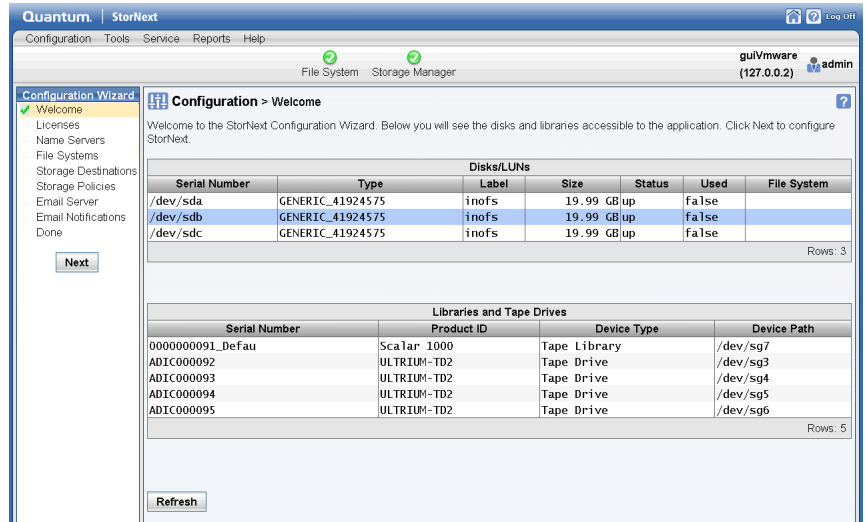 Quantum. StorNext Log Off
Configuration Tools Service Reports Help
File System Storage Manager guiVmware (127.0.0.2) admin
Configuration Wizard
Welcome
Licenses
Name Servers
File Systems
Storage Destinations
Storage Policies
Email Server
Email Notifications
Done
Next
Configuration > Welcome ?
Welcome to the StorNext Configuration Wizard. Below you will see the disks and libraries accessible to the application. Click Next to configure
StorNext.
Disks/LUNs
Serial Number Type Label Size Status Used File System
/dev/sda GENERIC_41924575 inofs 19.99 GB up false
/dev/sdb GENERIC_41924575 inofs 19.99 GB up false
/dev/sdc GENERIC_41924575 inofs 19.99 GB up false
Rows: 3
Libraries and Tape Drives
Serial Number Product ID Device Type Device Path
0000000091_Defau Scalar 1000 Tape Library /dev/sg7
ADIC000092 ULTRIUM-TD2 Tape Drive /dev/sg3
ADIC000093 ULTRIUM-TD2 Tape Drive /dev/sg4
ADIC000094 ULTRIUM-TD2 Tape Drive /dev/sg5
ADIC000095 ULTRIUM-TD2 Tape Drive /dev/sg6
Rows: 5
Refresh